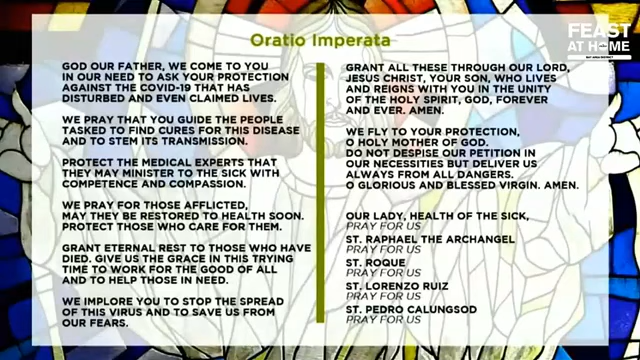 FEAST
AT HOME
BAY AREA DISTRICT
Oratio Imperata
GOD OUR FATHER, WE COME TO YOU
IN OUR NEED TO ASK YOUR PROTECTION
AGAINST THE COVID-19 THAT HAS
DISTURBED AND EVEN CLAIMED LIVES.
WE PRAY THAT YOU GUIDE THE PEOPLE
TASKED TO FIND CURES FOR THIS DISEASE
AND TO STEM ITS TRANSMISSION.
PROTECT THE MEDICAL EXPERTS THAT
THEY MAY MINISTER TO THE SICK WITH
COMPETENCE AND COMPASSION.
WE PRAY FOR THOSE AFFLICTED,
MAY THEY BE RESTORED TO HEALTH SOON.
PROTECT THOSE WHO CARE FOR THEM.
GRANT ETERNAL REST TO THOSE WHO HAVE
DIED. GIVE US THE GRACE IN THIS TRYING
TIME TO WORK FOR THE GOOD OF ALL
AND TO HELP THOSE IN NEED.
WE IMPLORE YOU TO STOP THE SPREAD
OF THIS VIRUS AND TO SAVE US FROM
OUR FEARS.
GRANT ALL THESE THROUGH OUR LORD,
JESUS CHRIST, YOUR SON, WHO LIVES
AND REIGNS WITH YOU IN THE UNITY
OF THE HOLY SPIRIT, GOD, FOREVER
AND EVER. AMEN.
WE FLY TO YOUR PROTECTION,
O HOLY MOTHER OF GOD.
DO NOT DESPISE OUR PETITION IN
OUR NECESSITIES BUT DELIVER US
ALWAYS FROM ALL DANGERS.
O GLORIOUS AND BLESSED VIRGIN. AMEN.
OUR LADY, HEALTH OF THE SICK,
PRAY FOR US
ST. RAPHAEL THE ARCHANGEL
PRAY FOR US
ST. ROQUE
PRAY FOR US
ST. LORENZO RUIZ
PRAY FOR US
ST. PEDRO CALUNGSOD
PRAY FOR US